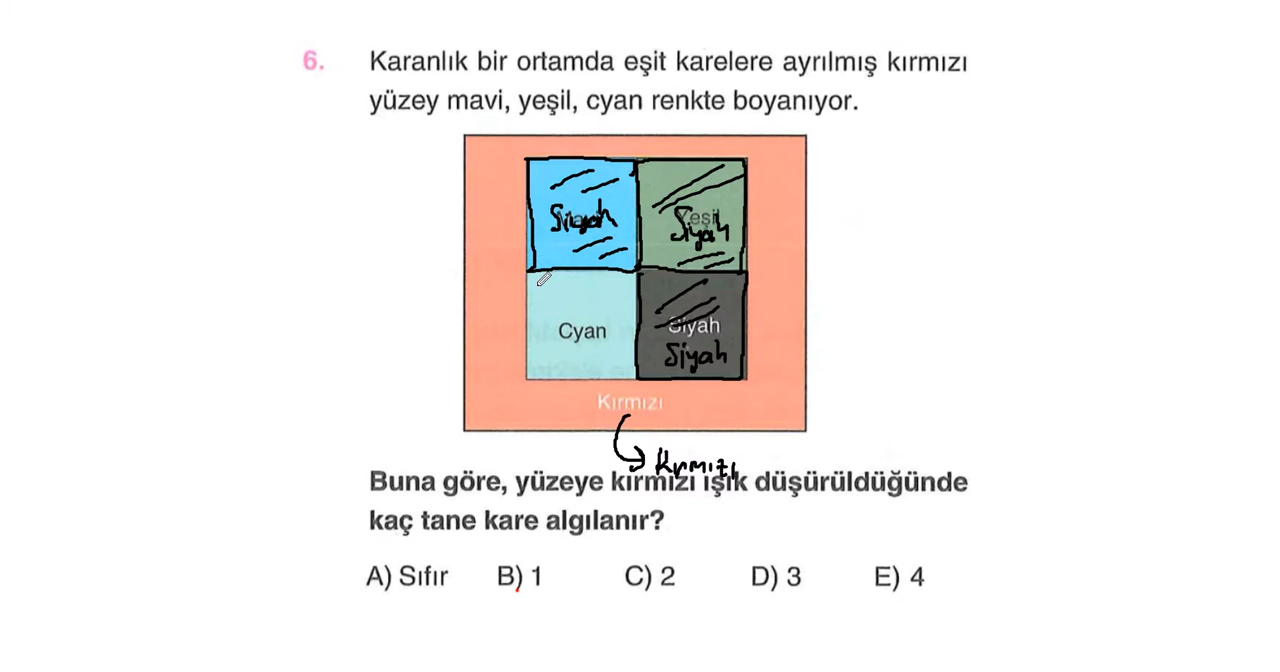 6. Karanlık bir ortamda eşit karelere ayrılmış kırmızı
yüzey mavi, yeşil, cyan renkte boyanıyor.
Siyah
Yeşil
Siyah
Cyan
Siyah
Siyah
Kırmızı
Kırmızı
Buna göre, yüzeye kırmızı ışık düşürüldüğünde
kaç tane kare algılanır?
A) Sıfır B) 1 C) 2 D) 3 E) 4